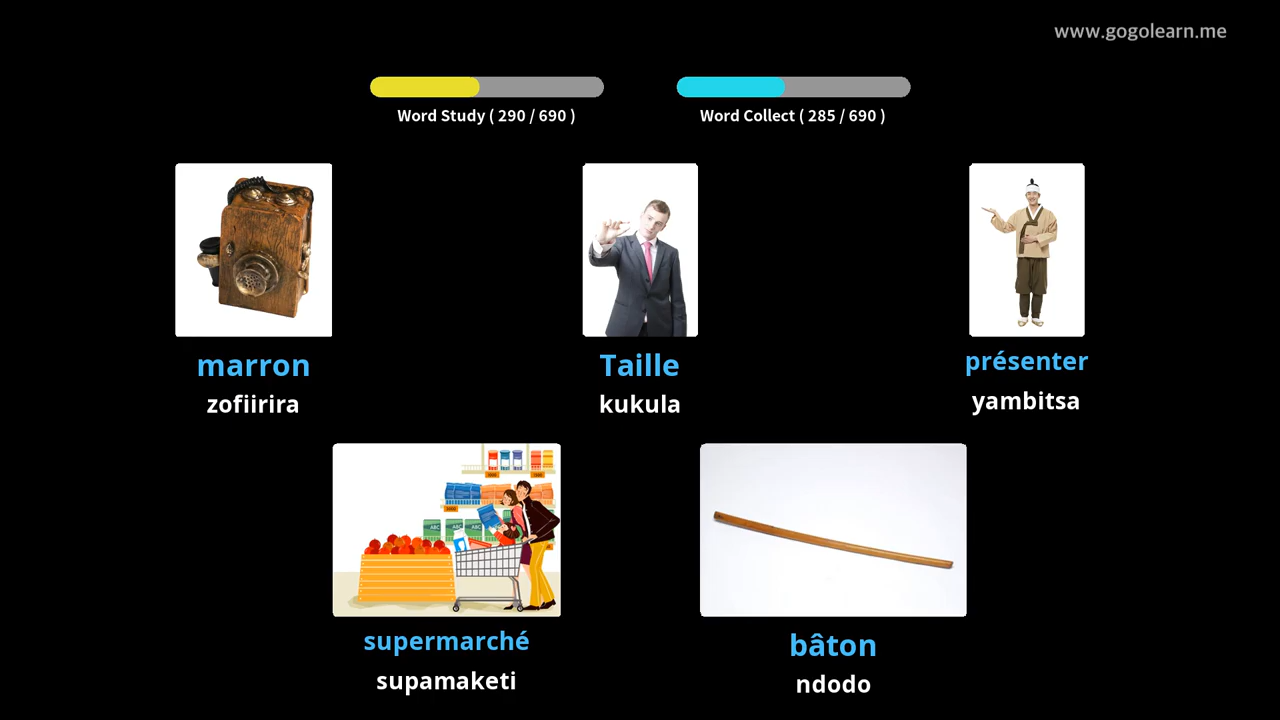 www.gogolearn.me
Word Study ( 290 / 690 )
Word Collect ( 285 / 690 )
marron
zofiirira
Taille
kukula
présenter
yambitsa
supermarché
supamaketi
bâton
ndodo